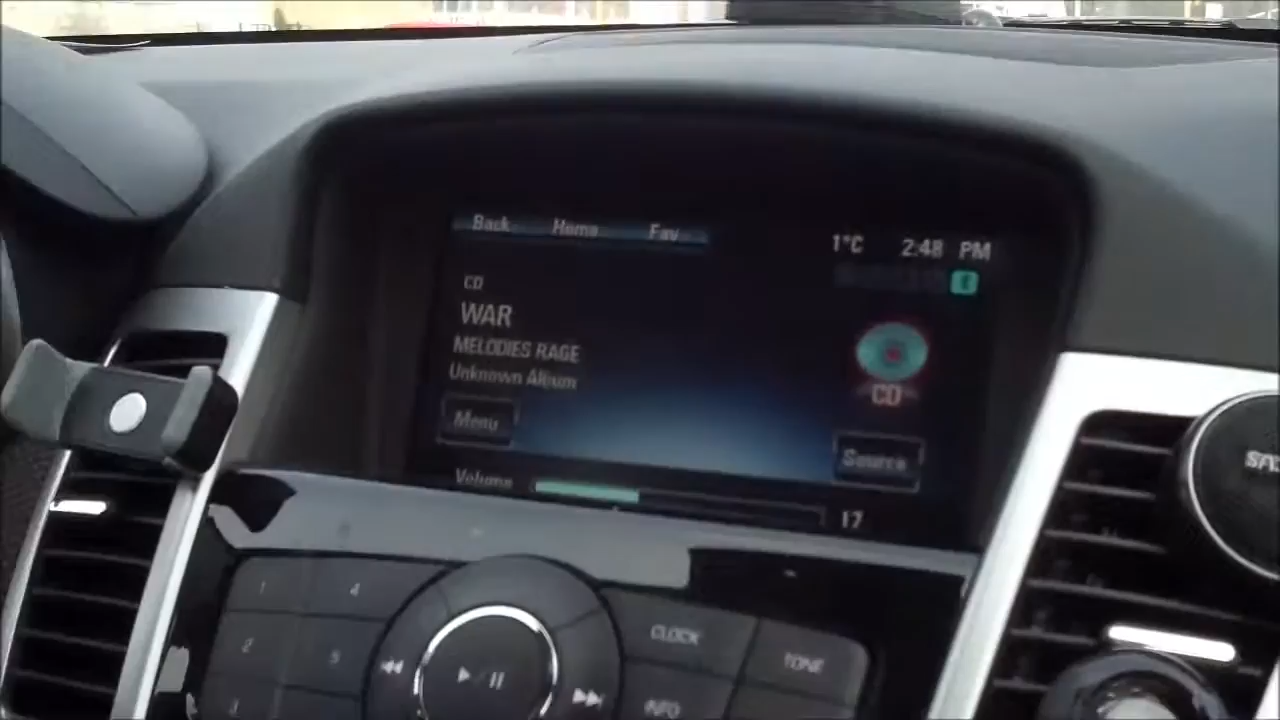 Back Home Fav
1°C 2:48 PM
CD
WAR
MELODIES RAGE
Unknown Album
CD
Menu
Source
Volume
17
1 4
2 5
3
CLOCK
TONE
INFO